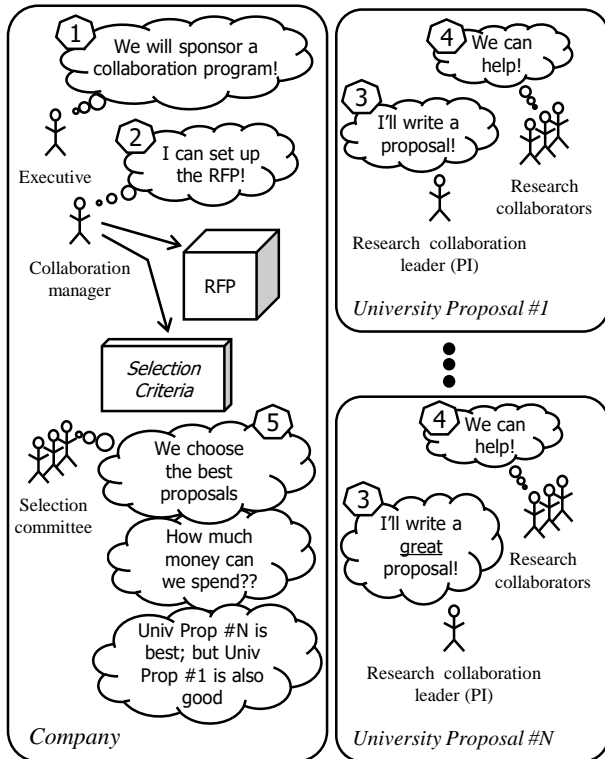 1
We will sponsor a
collaboration program!
Executive
2
I can set up
the RFP!
Collaboration
manager
RFP
Selection
Criteria
5
We choose
the best
proposals
Selection
committee
How much
money can
we spend??
Univ Prop #N is
best; but Univ
Prop #1 is also
good
Company
4
We can
help!
3
I'll write a
proposal!
Research
collaborators
Research collaboration
leader (PI)
University Proposal #1
4
We can
help!
3
I'll write a
great
proposal!
Research
collaborators
Research collaboration
leader (PI)
University Proposal #N